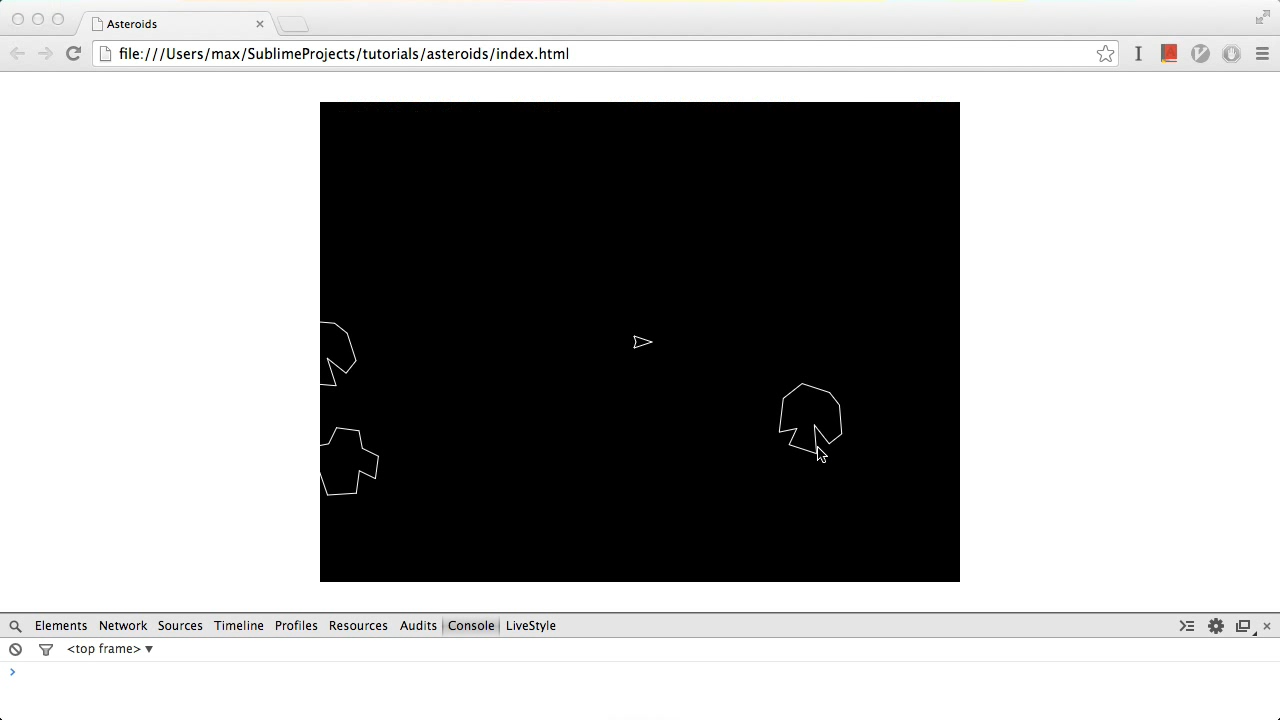 Asteroids
file:///Users/max/SublimeProjects/tutorials/asteroids/index.html
Elements Network Sources Timeline Profiles Resources Audits Console LiveStyle
<top frame>